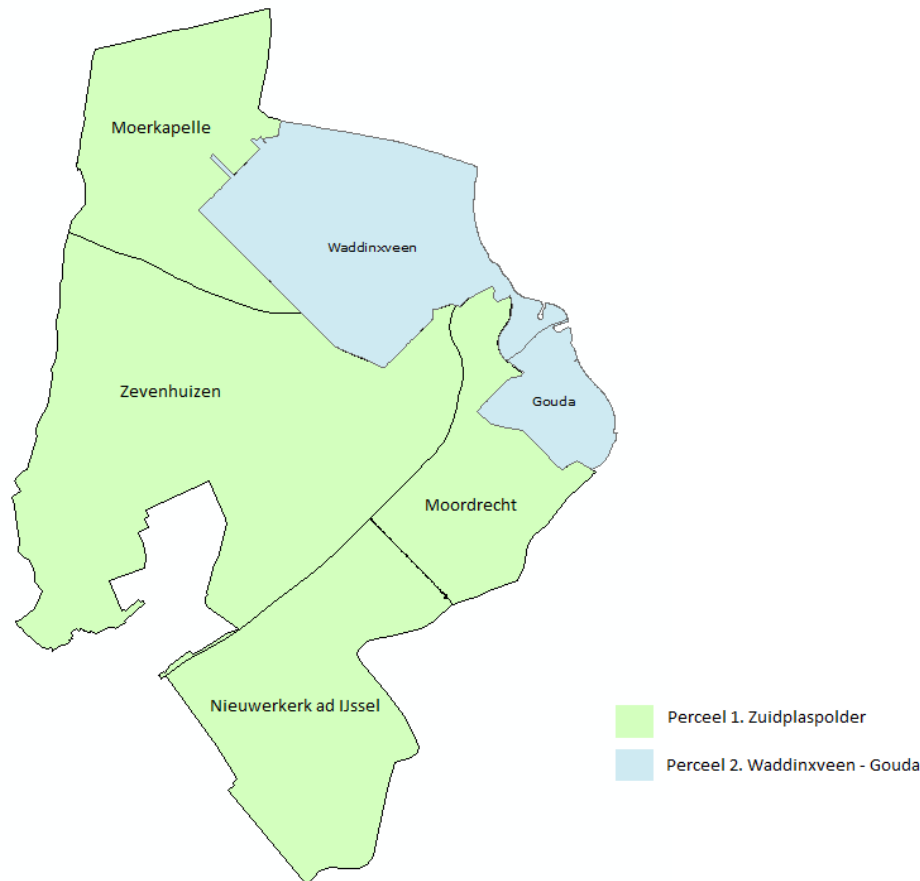 Moerkapelle
Waddinxveen
Zevenhuizen
Gouda
Moordrecht
Nieuwerkerk ad IJssel
Perceel 1. Zuidplaspolder
Perceel 2. Waddinxveen - Gouda